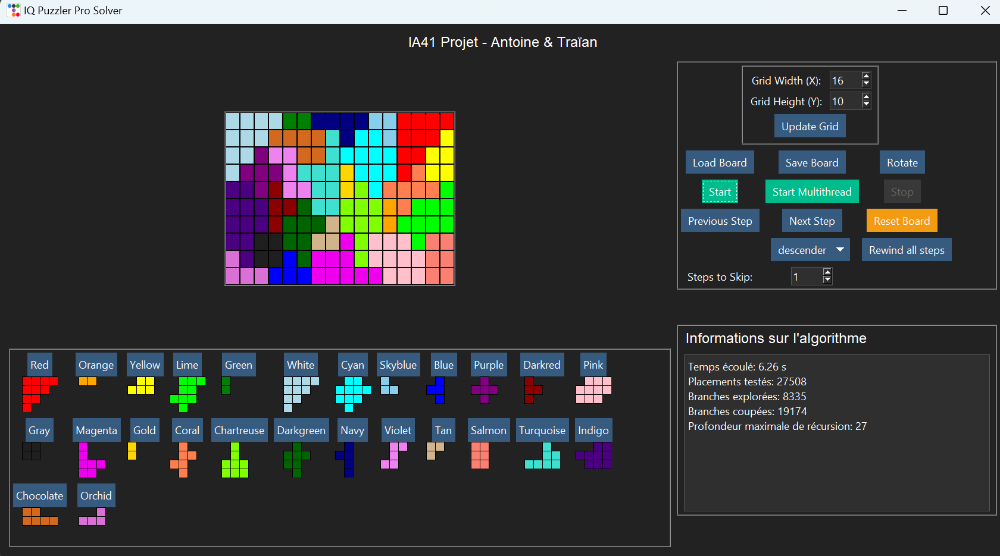 IQ Puzzler Pro Solver
IA41 Projet - Antoine & Traïan
Grid Width (X): 16
Grid Height (Y): 10
Update Grid
Load Board Save Board Rotate
Start Start Multithread Stop
Previous Step Next Step Reset Board
descender Rewind all steps
Steps to Skip: 1
Informations sur l'algorithme
Temps écoulé: 6.26 s
Placements testés: 27508
Branches explorées: 8335
Branches coupées: 19174
Profondeur maximale de récursion: 27
Red Orange Yellow Lime Green White Cyan Skyblue Blue Purple Darkred Pink
Gray Magenta Gold Coral Chartreuse Darkgreen Navy Violet Tan Salmon Turquoise Indigo
Chocolate Orchid